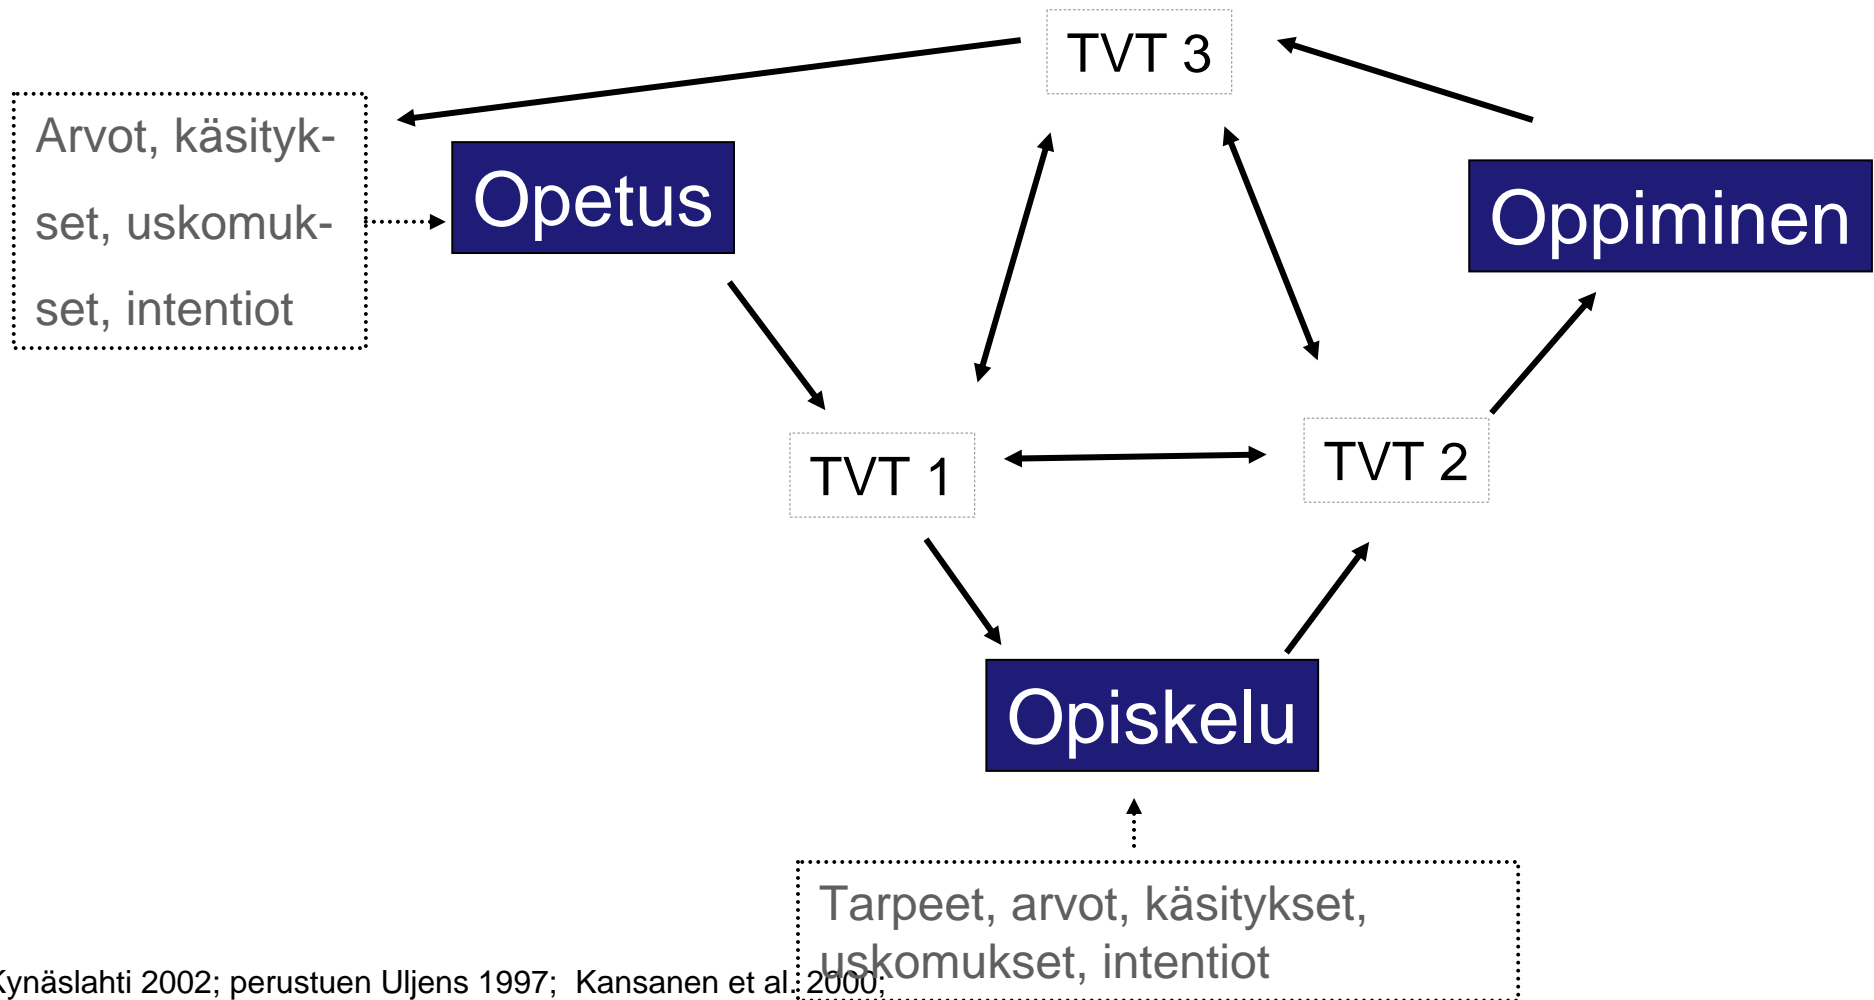 TVT 3
Arvot, käsityk-
set, uskomuk-
set, intentiot
Opetus
Oppiminen
TVT 1
TVT 2
Opiskelu
Tarpeet, arvot, käsitykset,
uskomukset, intentiot
Kynäslahti 2002; perustuen Uljens 1997; Kansanen et al. 2000;